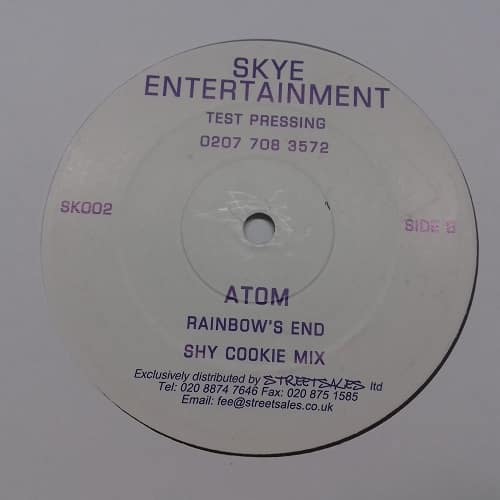 SKYE
ENTERTAINMENT
TEST PRESSING
0207 708 3572
SK002
SIDE B
ATOM
RAINBOW'S END
SHY COOKIE MIX
Exclusively distributed by STREETSALES ltd
Tel: 020 8874 7646 Fax: 020 875 1585
Email: fee@streetsales.co.uk